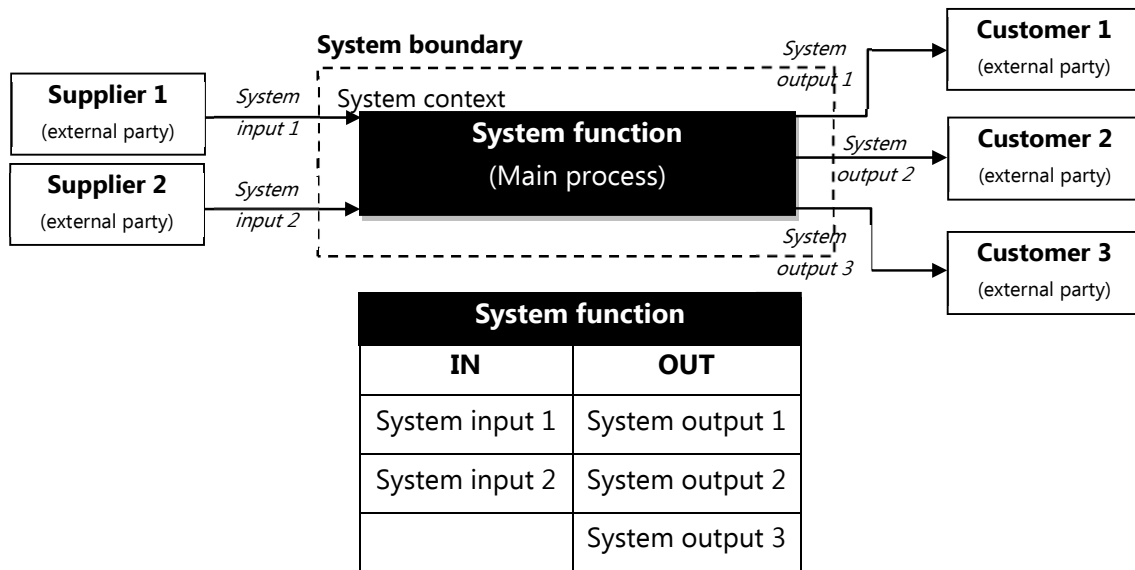 System boundary
System context
Supplier 1
(external party)
System
input 1
Supplier 2
(external party)
System
input 2
System function
(Main process)
System
output 1
System
output 2
System
output 3
Customer 1
(external party)
Customer 2
(external party)
Customer 3
(external party)
System function
IN OUT
System input 1 System output 1
System input 2 System output 2
System output 3